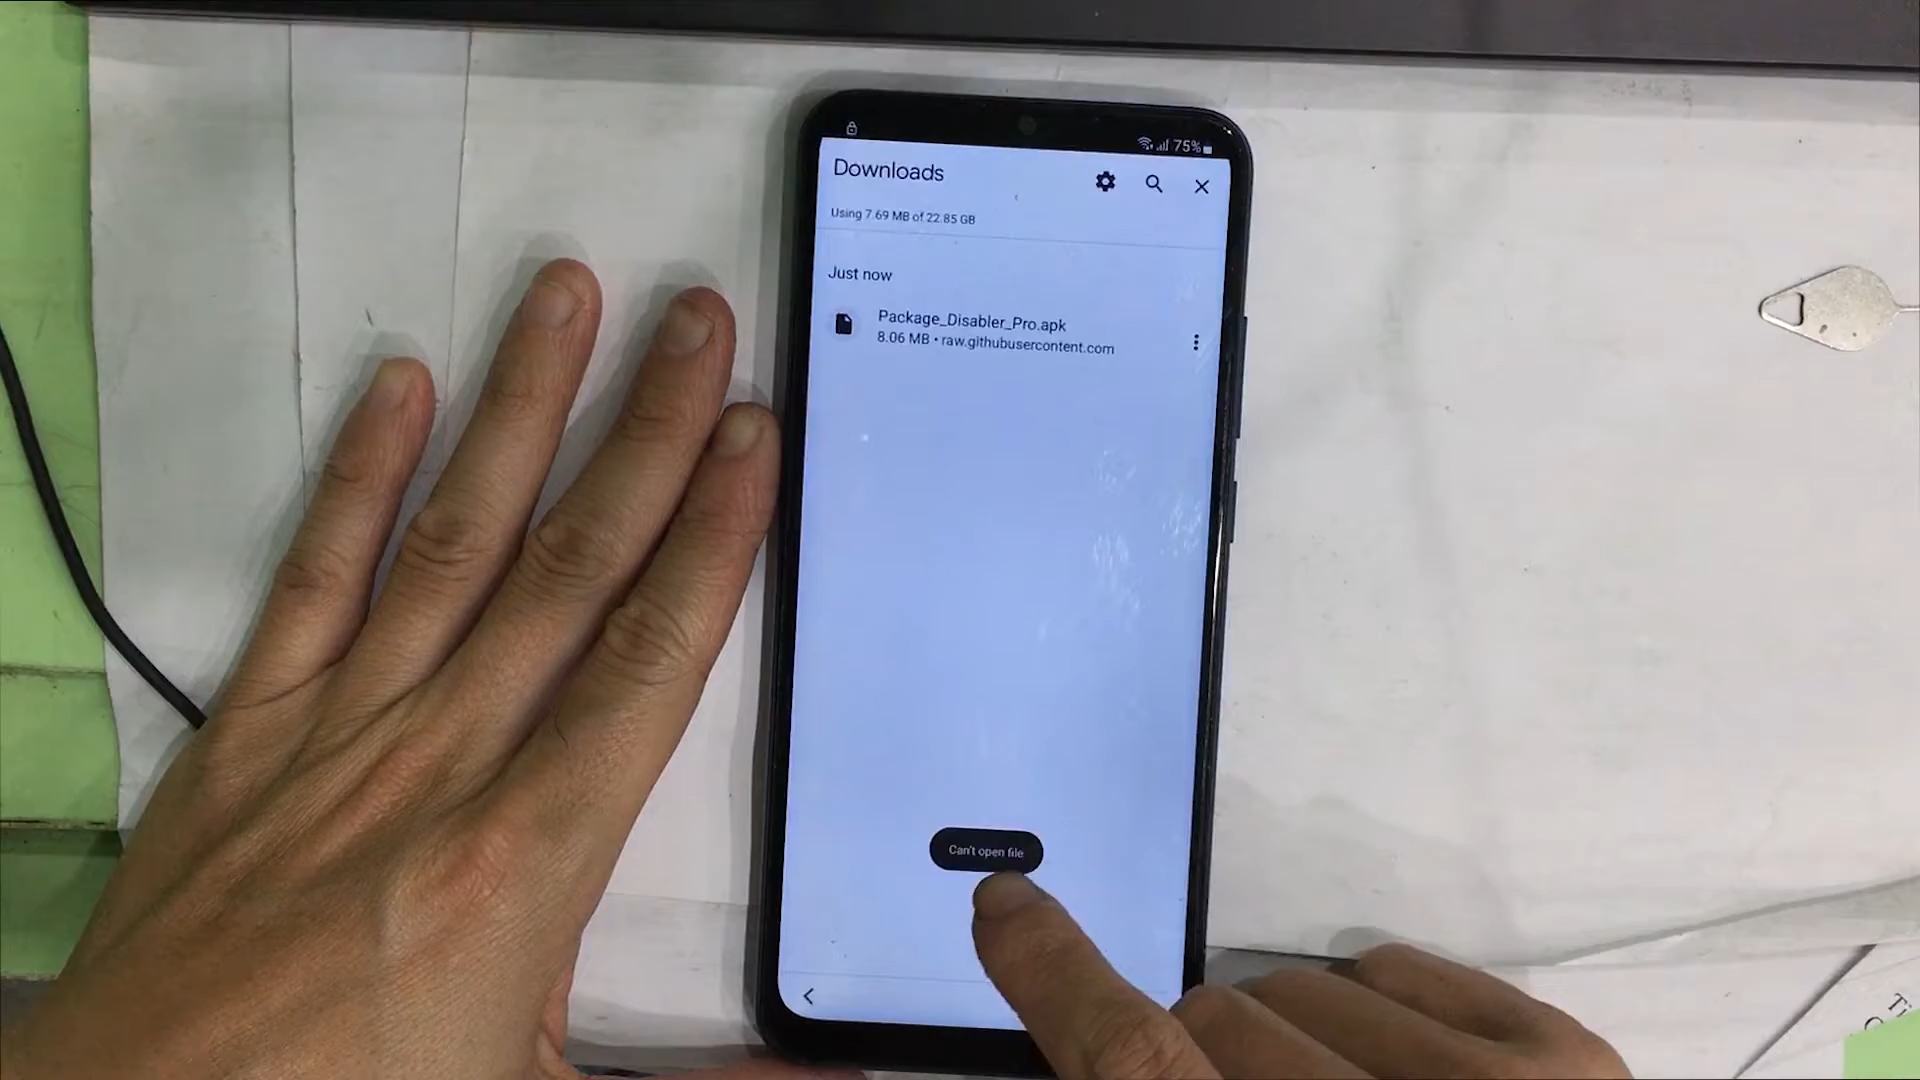 75%
Downloads
Using 7.69 MB of 22.85 GB
Just now
Package_Disabler_Pro.apk
8.06 MB • raw.githubusercontent.com
Can't open file
Ti